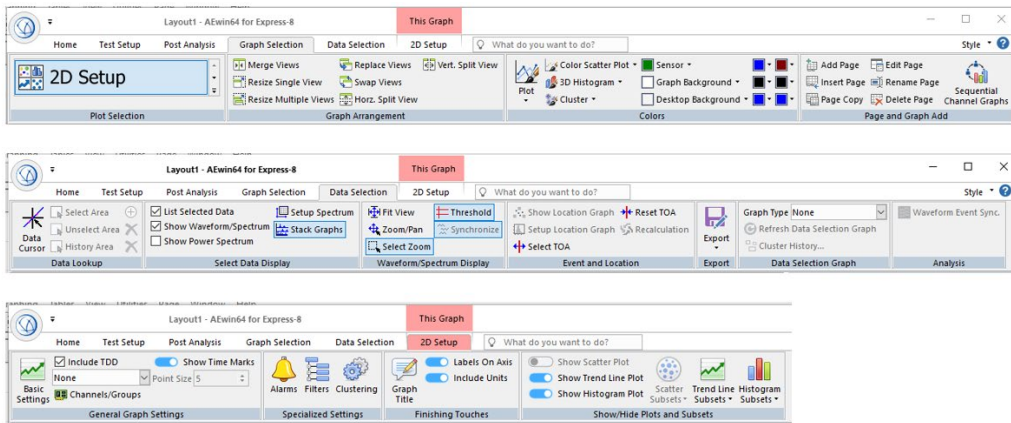 Layout1 - AEwin64 for Express-8 This Graph
Home Test Setup Post Analysis Graph Selection Data Selection 2D Setup What do you want to do? Style
2D Setup Merge Views Replace Views Vert. Split View Color Scatter Plot Sensor Add Page Edit Page
Resize Single View Swap Views 3D Histogram Graph Background Insert Page Rename Page
Resize Multiple Views Horz. Split View Plot Cluster Desktop Background Page Copy Delete Page Sequential Channel Graphs
Plot Selection Graph Arrangement Colors Page and Graph Add
Layout1 - AEwin64 for Express-8 This Graph
Home Test Setup Post Analysis Graph Selection Data Selection 2D Setup What do you want to do? Style
Select Area List Selected Data Setup Spectrum Fit View Threshold Show Location Graph Reset TOA Graph Type None Waveform Event Sync.
Data Cursor Unselect Area Show Waveform/Spectrum Stack Graphs Zoom/Pan Synchronize Setup Location Graph Recalculation Export Refresh Data Selection Graph
History Area Show Power Spectrum Select Zoom Select TOA Cluster History...
Data Lookup Select Data Display Waveform/Spectrum Display Event and Location Export Data Selection Graph Analysis
Layout1 - AEwin64 for Express-8 This Graph
Home Test Setup Post Analysis Graph Selection Data Selection 2D Setup What do you want to do?
Include TDD Show Time Marks Labels On Axis Show Scatter Plot
None Point Size 5 Include Units Show Trend Line Plot
Basic Settings Channels/Groups Alarms Filters Clustering Graph Title Show Histogram Plot Scatter Subsets Trend Line Subsets Histogram Subsets
General Graph Settings Specialized Settings Finishing Touches Show/Hide Plots and Subsets